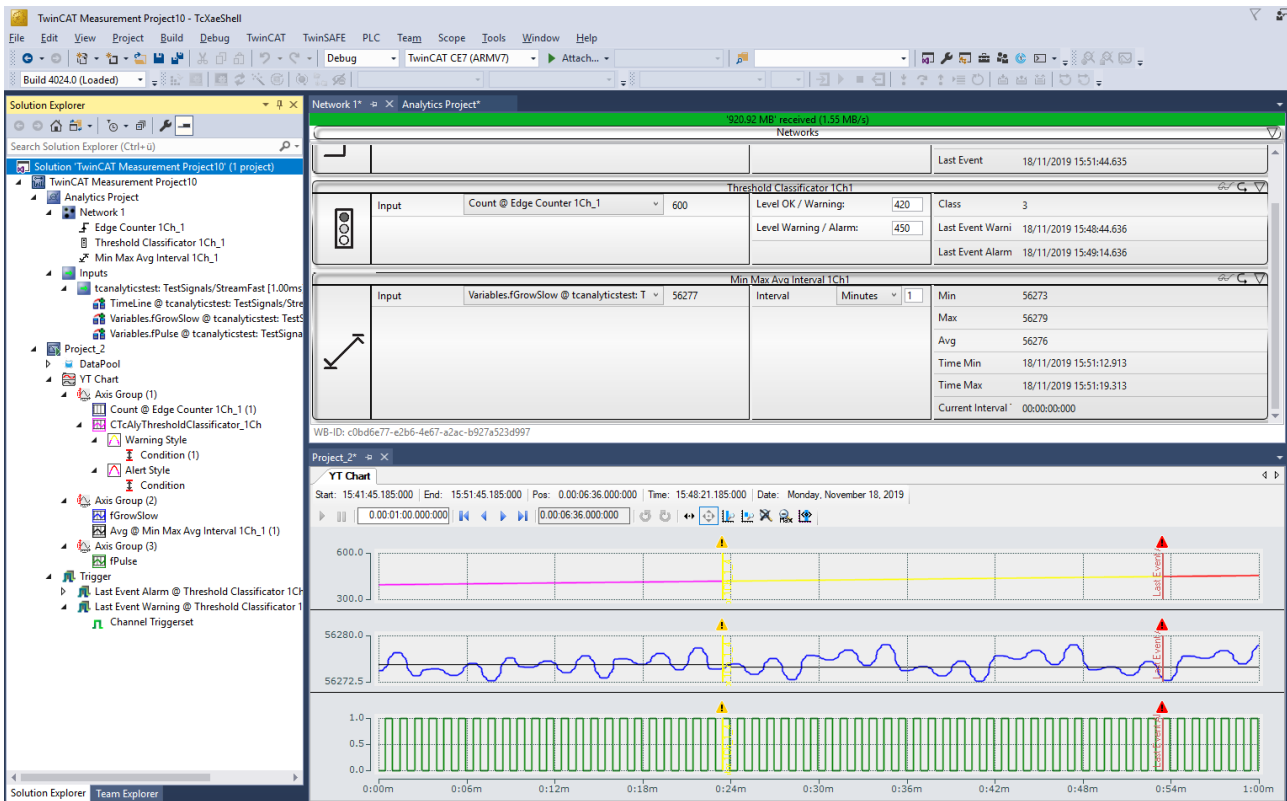 TwinCAT Measurement Project10 - TcXaeShell
File Edit View Project Build Debug TwinCAT TwinSAFE PLC Team Scope Tools Window Help
Debug TwinCAT CE7 (ARMV7) Attach...
Build 4024.0 (Loaded)
Solution Explorer
Search Solution Explorer (Ctrl+ü)
Solution 'TwinCAT Measurement Project10' (1 project)
TwinCAT Measurement Project10
Analytics Project
Network 1
Edge Counter 1Ch_1
Threshold Classificator 1Ch_1
Min Max Avg Interval 1Ch_1
Inputs
tcanalyticstest: TestSignals/StreamFast [1.00ms
TimeLine @ tcanalyticstest: TestSignals/Stre
Variables.fGrowSlow @ tcanalyticstest: TestS
Variables.fPulse @ tcanalyticstest: TestSigna
Project_2
DataPool
YT Chart
Axis Group (1)
Count @ Edge Counter 1Ch_1 (1)
CTcAlyThresholdClassificator_1Ch
Warning Style
Condition (1)
Alert Style
Condition
Axis Group (2)
fGrowSlow
Avg @ Min Max Avg Interval 1Ch_1 (1)
Axis Group (3)
fPulse
Trigger
Last Event Alarm @ Threshold Classificator 1Ch
Last Event Warning @ Threshold Classificator 1
Channel Triggerset
Solution Explorer Team Explorer
Network 1* Analytics Project*
'920.92 MB' received (1.55 MB/s)
Networks
Last Event 18/11/2019 15:51:44.635
Threshold Classificator 1Ch1
Input Count @ Edge Counter 1Ch_1 600 Level OK / Warning: 420 Class 3
Level Warning / Alarm: 450 Last Event Warni 18/11/2019 15:48:44.636
Last Event Alarm 18/11/2019 15:49:14.636
Min Max Avg Interval 1Ch1
Input Variables.fGrowSlow @ tcanalyticstest: T 56277 Interval Minutes 1 Min 56273
Max 56279
Avg 56276
Time Min 18/11/2019 15:51:12.913
Time Max 18/11/2019 15:51:19.313
Current Interval 00:00:00:000
WB-ID: c0bd6e77-e2b6-4e67-a2ac-b927a523d997
Project_2*
YT Chart
Start: 15:41:45.185:000 End: 15:51:45.185:000 Pos: 0.00:06:36.000:000 Time: 15:48:21.185:000 Date: Monday, November 18, 2019
0.00:01:00.000:000 0.00:06:36.000:000
600.0
300.0
Last Event A
56280.0
56272.5
Last Event A
1.0
0.5
0.0
Last Event Al
0:00m 0:06m 0:12m 0:18m 0:24m 0:30m 0:36m 0:42m 0:48m 0:54m 1:00m